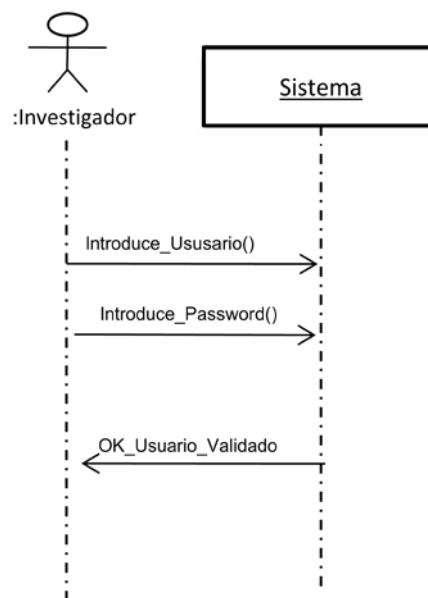 Sistema
:Investigador
Introduce_Ususario()
Introduce_Password()
OK_Usuario_Validado